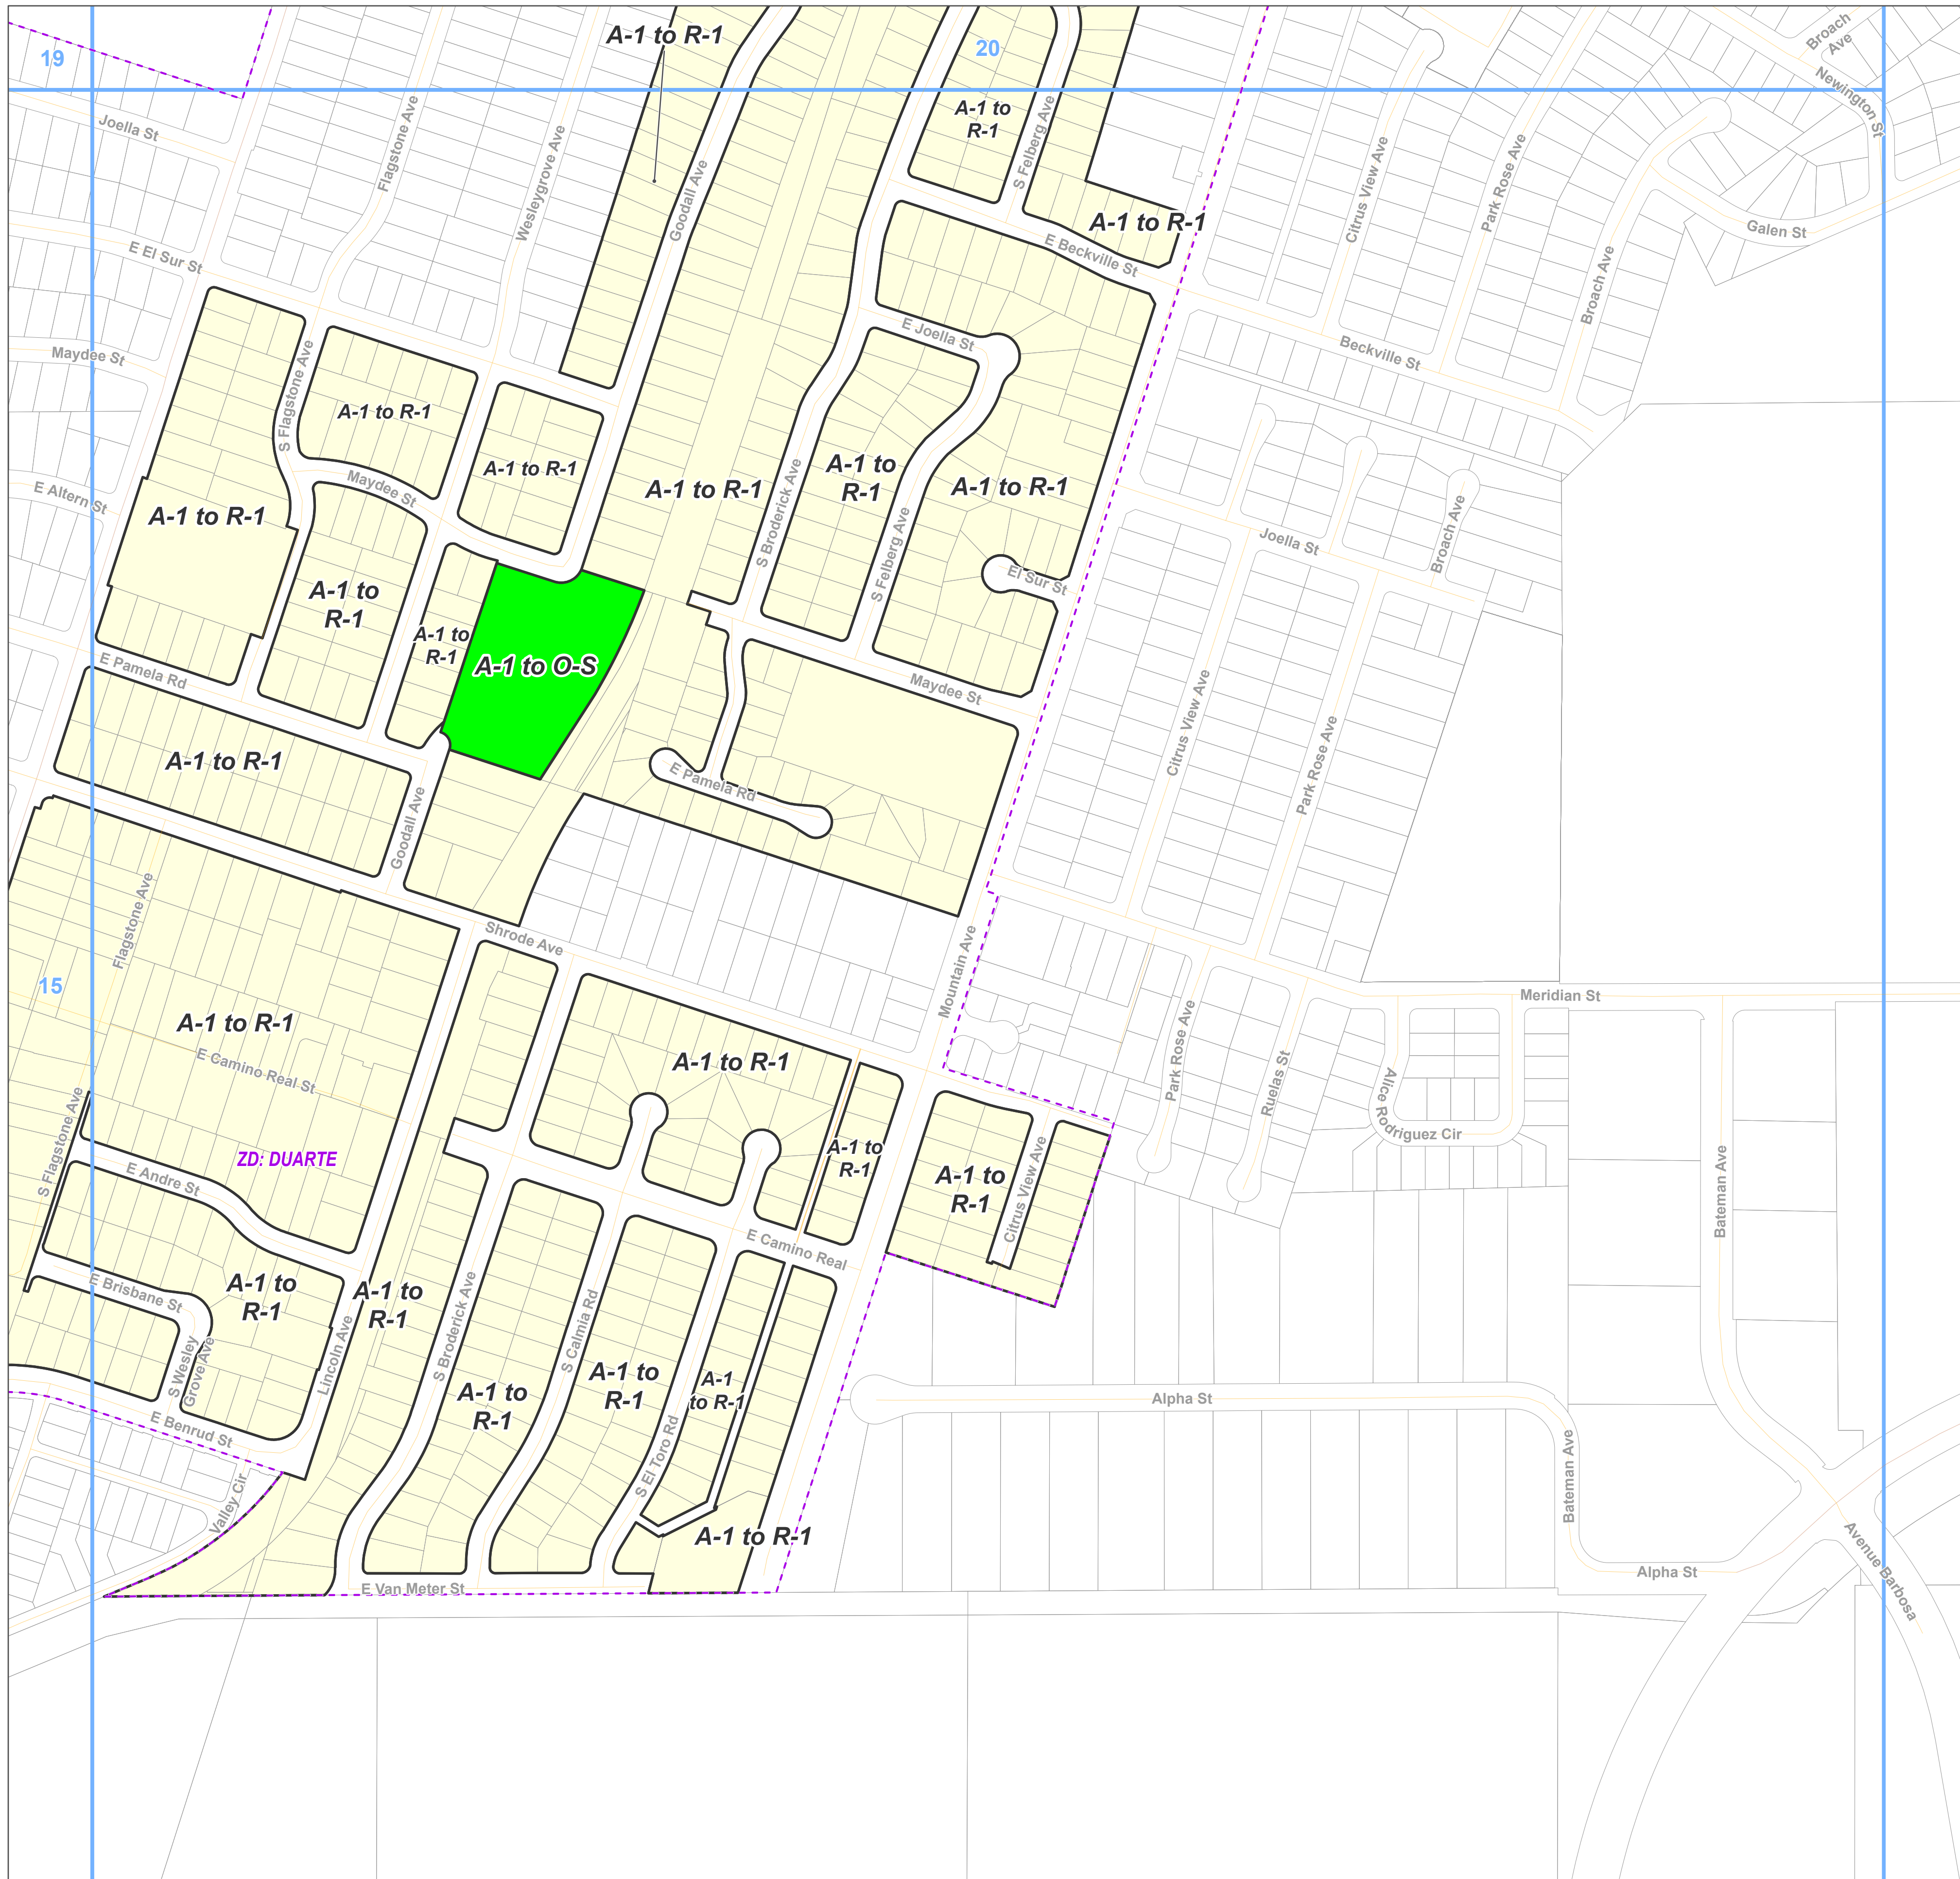 A-1 to R-1
20
19
Broach
Ave
Newington St
Joella St
Flagstone Ave
Wesleygrove Ave
Goodall Ave
A-1 to
R-1
S Felberg Ave
Citrus View Ave
Park Rose Ave
Galen St
A-1 to R-1
E Beckville St
E El Sur St
Broach Ave
E Joella St
Beckville St
Maydee St
S Flagstone Ave
A-1 to R-1
A-1 to R-1
A-1 to R-1
A-1 to
R-1
A-1 to R-1
E Altern St
Maydee St
A-1 to R-1
S Broderick Ave
S Felberg Ave
Joella St
Broach Ave
El Sur St
A-1 to
R-1
A-1 to
R-1
A-1 to O-S
E Pamela Rd
Maydee St
Citrus View Ave
Park Rose Ave
A-1 to R-1
E Pamela Rd
Goodall Ave
Flagstone Ave
Shrode Ave
Mountain Ave
15
Meridian St
A-1 to R-1
E Camino Real St
A-1 to R-1
Park Rose Ave
Ruelas St
Alice Rodriguez Cir
S Flagstone Ave
ZD: DUARTE
A-1 to
R-1
E Andre St
A-1 to
R-1
Citrus View Ave
Bateman Ave
E Camino Real
E Brisbane St
A-1 to
R-1
A-1 to
R-1
S Wesley
Grove Ave
Lincoln Ave
S Broderick Ave
S Calmia Rd
A-1 to
R-1
A-1 to
R-1
A-1
to R-1
Alpha St
E Benrud St
S El Toro Rd
Valley Cir
Bateman Ave
A-1 to R-1
E Van Meter St
Alpha St
Avenue Barbosa